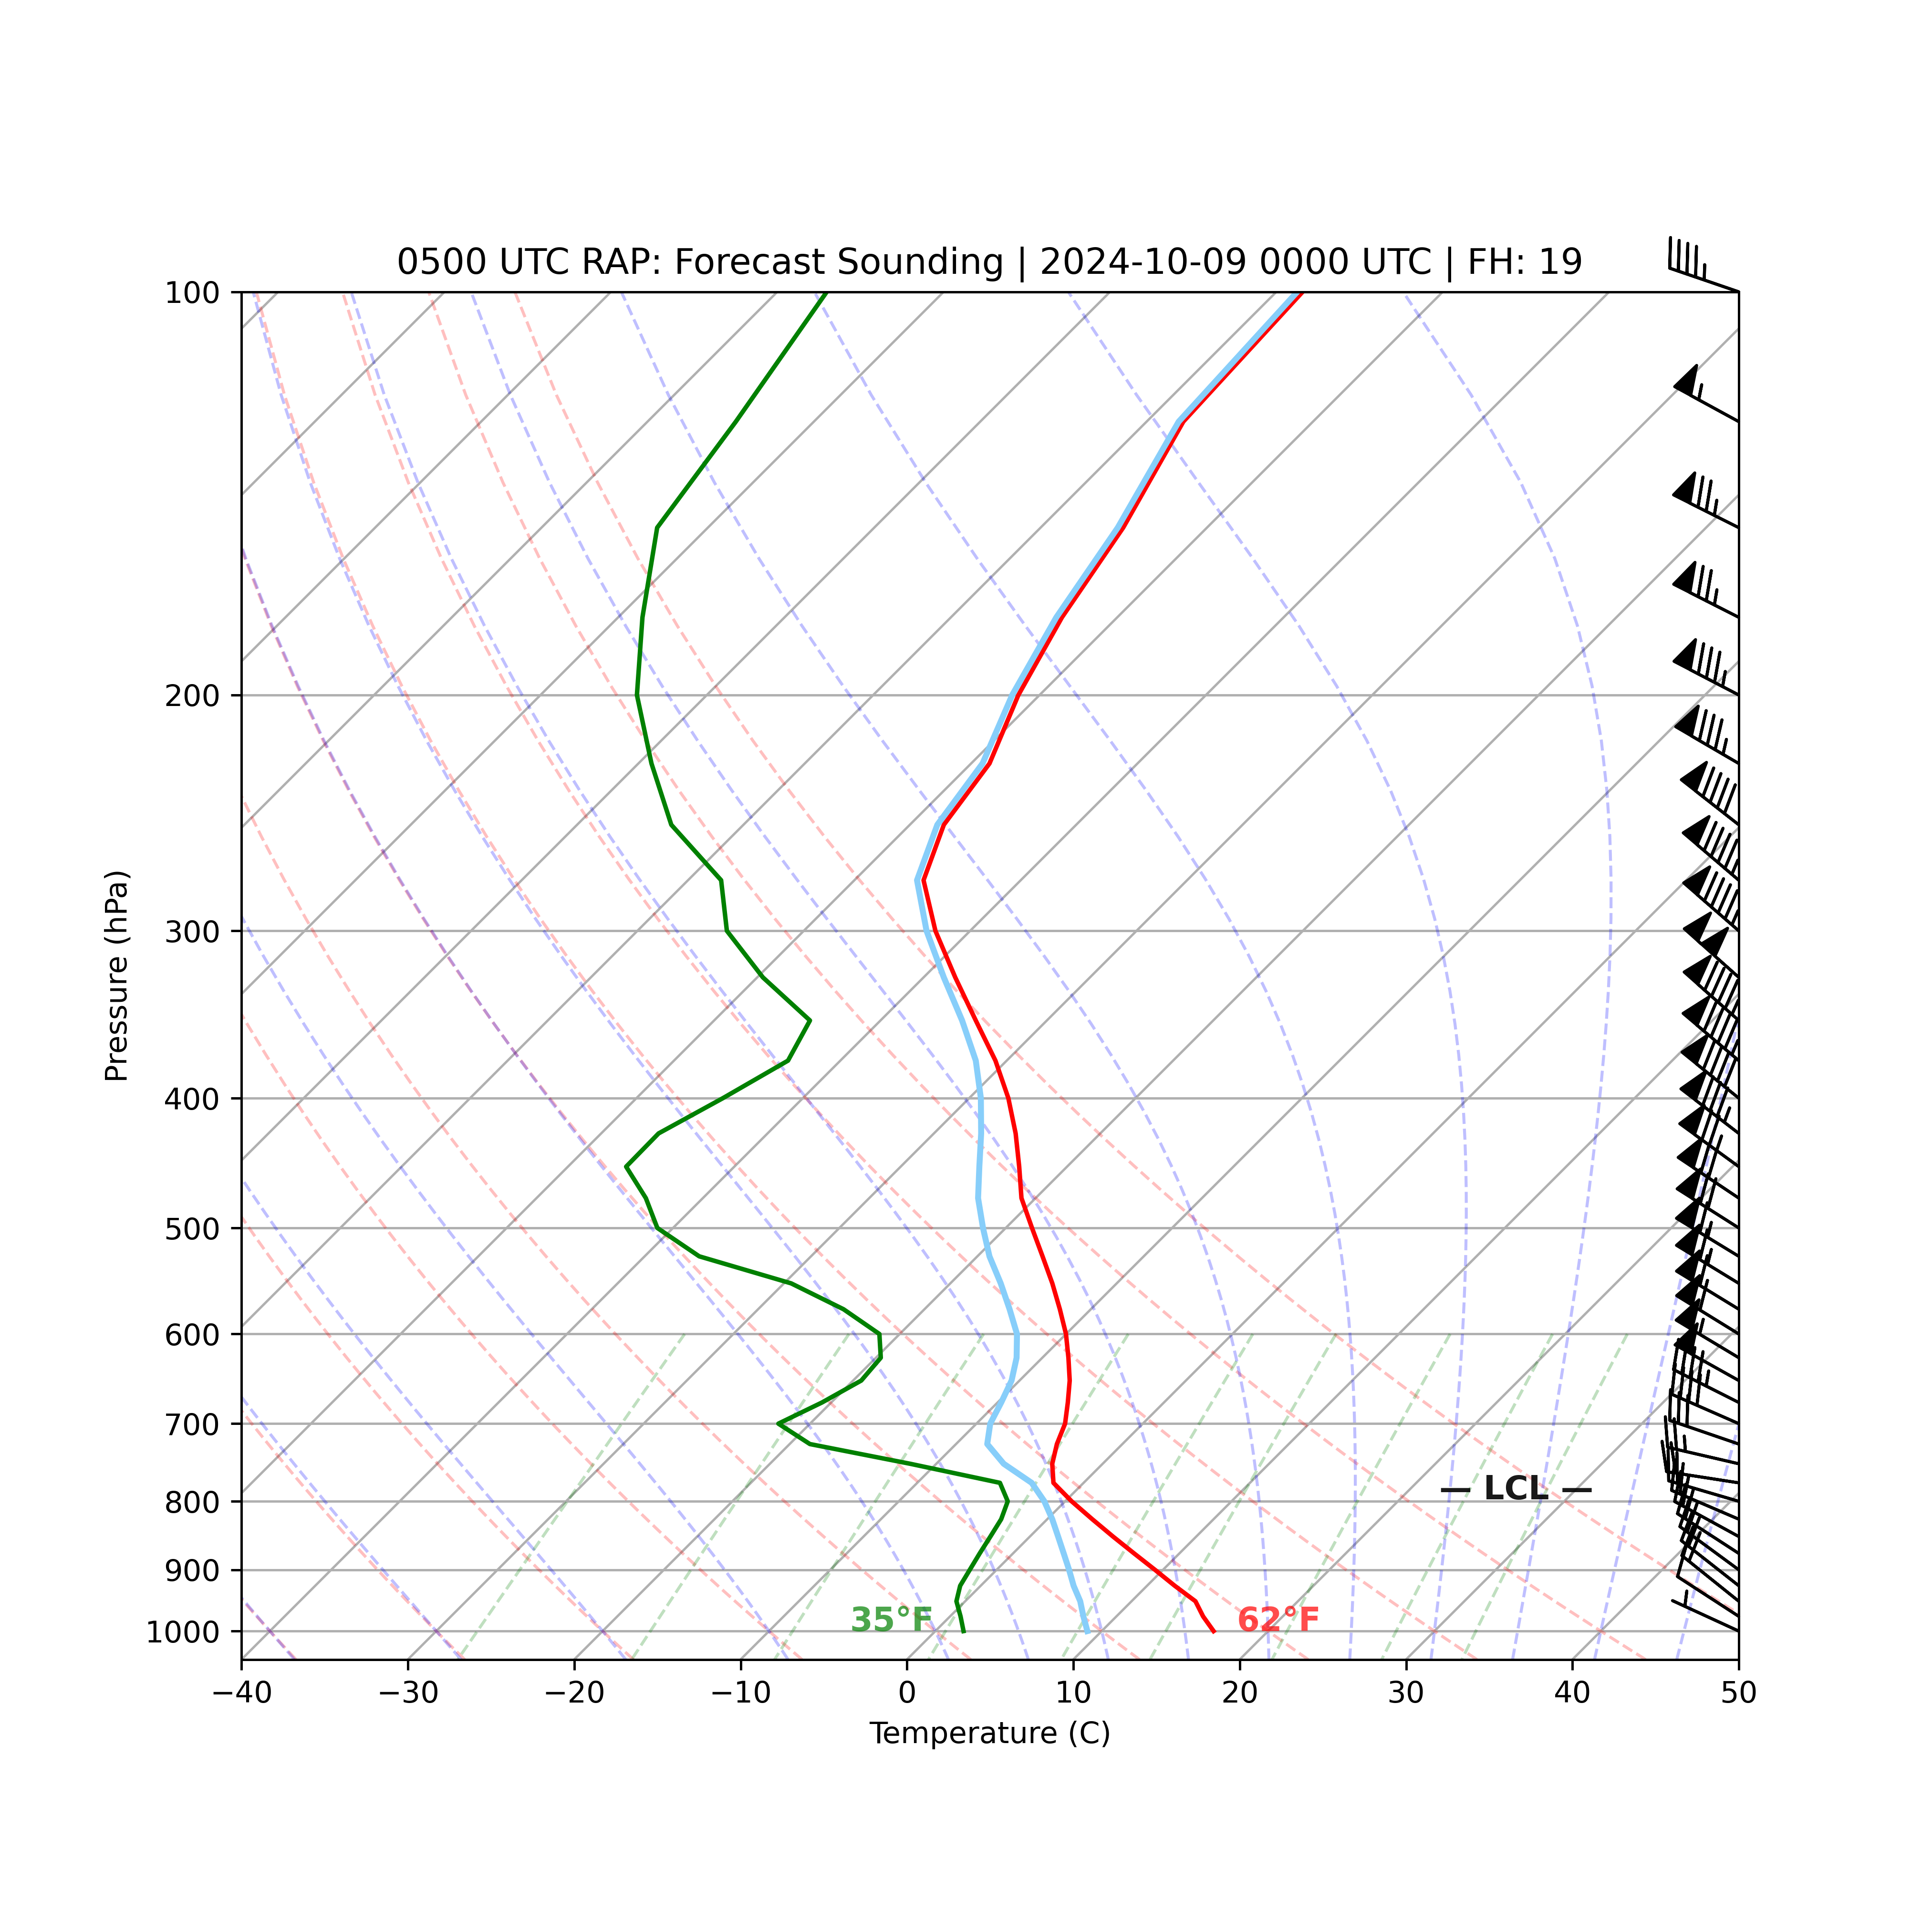 0500 UTC RAP: Forecast Sounding | 2024-10-09 0000 UTC | FH: 19
100
200
300
400
500
600
700
800
900
1000
Pressure (hPa)
— LCL —
35°F
62°F
−40 −30 −20 −10 0 10 20 30 40 50
Temperature (C)